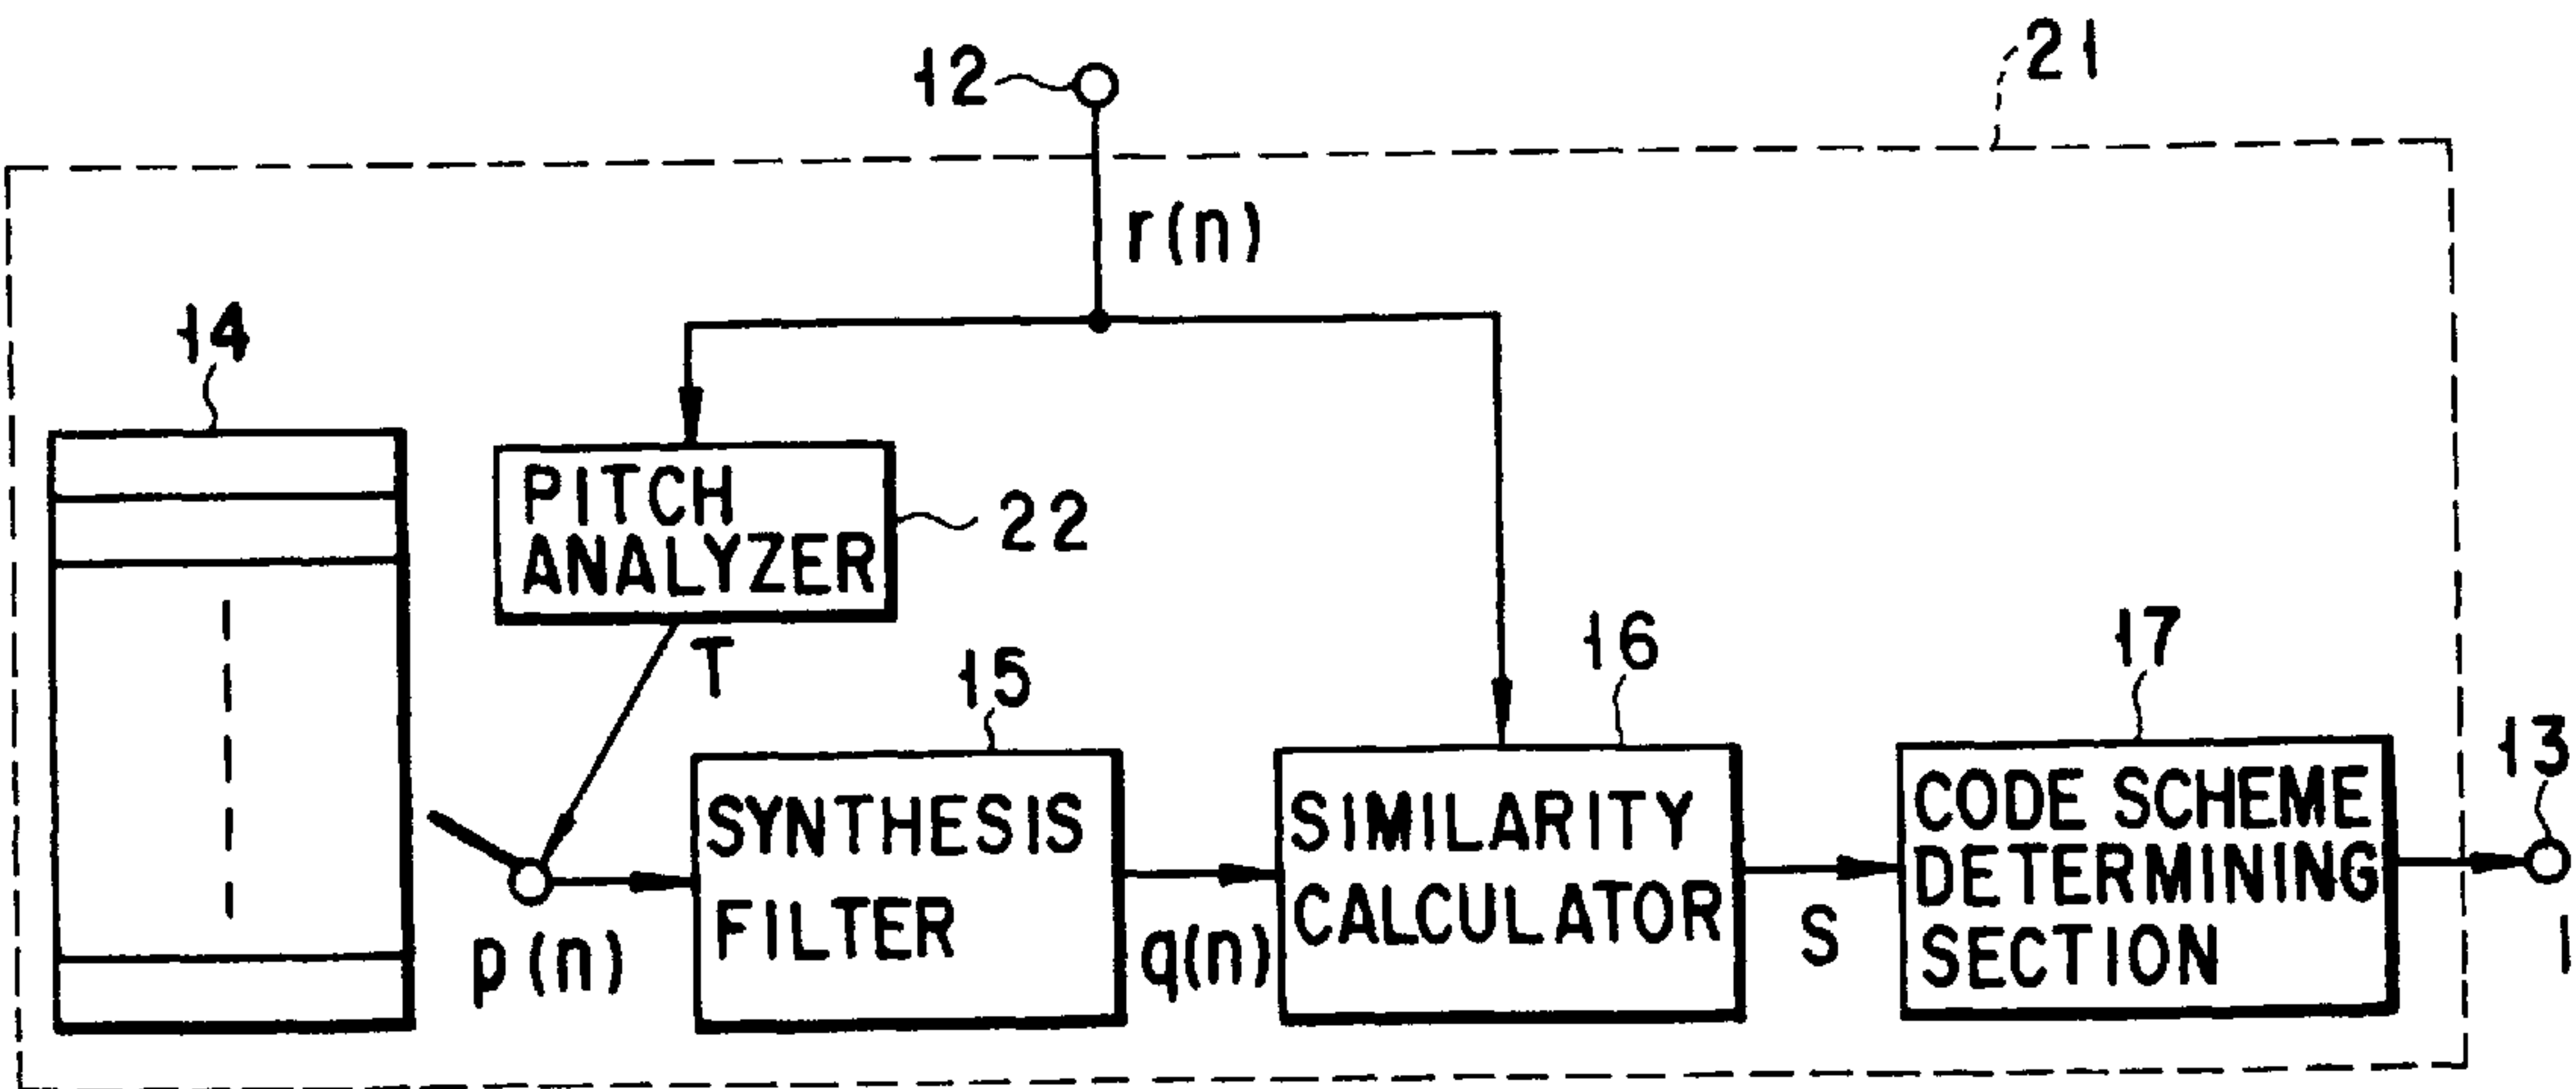 21
12
r(n)
14
PITCH
ANALYZER
22
T
15
16
17
13
SYNTHESIS
FILTER
SIMILARITY
CALCULATOR
CODE SCHEME
DETERMINING
SECTION
p(n)
q(n)
S
I